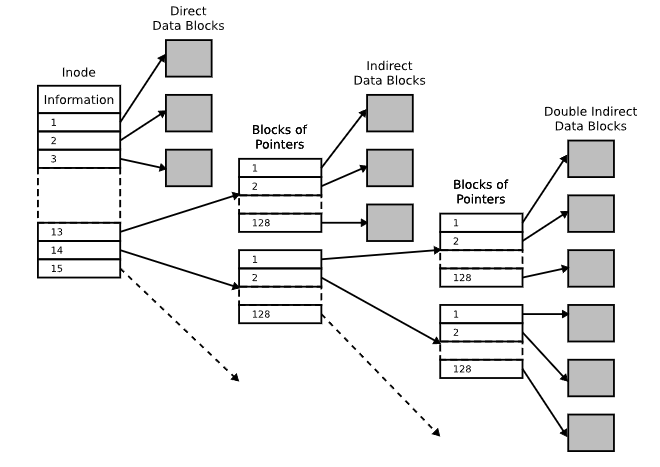 Direct
Data Blocks
Inode
Information
1
2
3
13
14
15
Blocks of
Pointers
1
2
128
1
2
128
Indirect
Data Blocks
Blocks of
Pointers
1
2
128
1
2
128
Double Indirect
Data Blocks